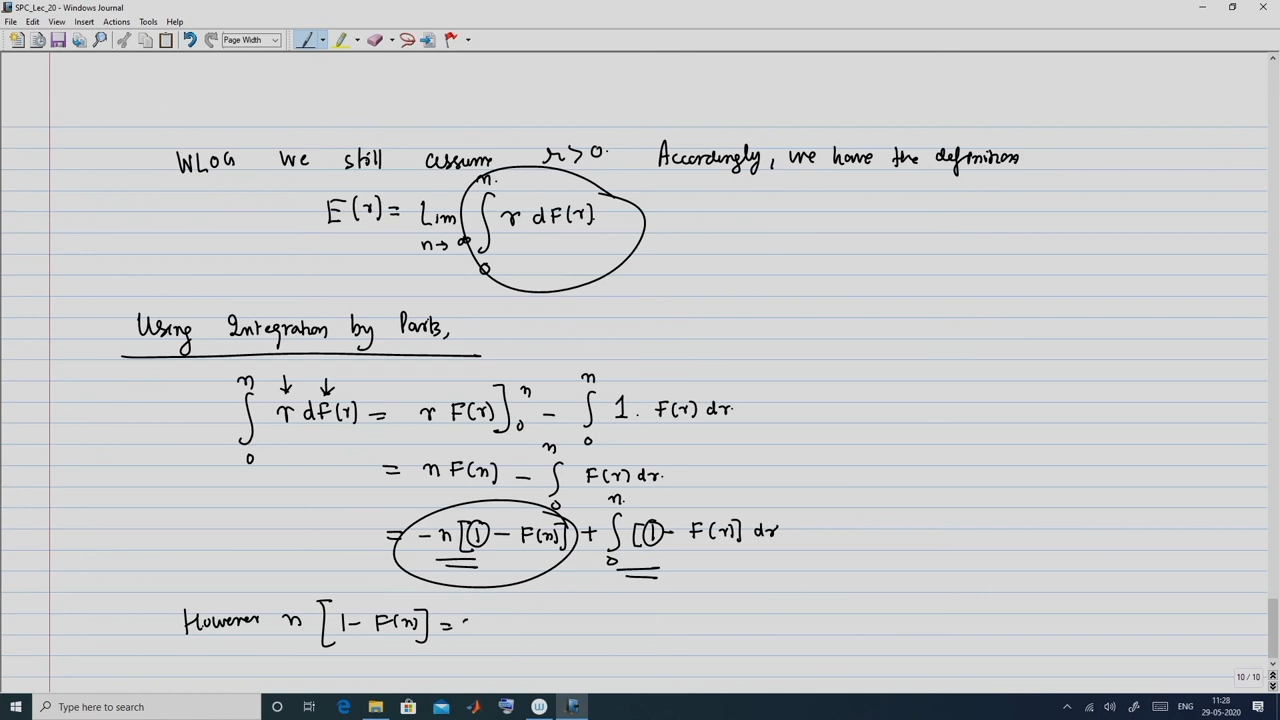 SPC_Lec_20 - Windows Journal
File Edit View Insert Actions Tools Help
Page Width
WLOG we still assume r>0. Accordingly, we have the definition
E(r) = Lim n→∞ ∫₀ⁿ r dF(r).
Using Integration by Parts,
∫₀ⁿ r dF(r) = r F(r)]₀ⁿ - ∫₀ⁿ 1. F(r) dr.
= n F(n) - ∫₀ⁿ F(r) dr.
= -n [1 - F(n)] + ∫₀ⁿ [1 - F(r)] dr
However n [1 - F(n)] =
10 / 10
Type here to search
11:28
29-05-2020